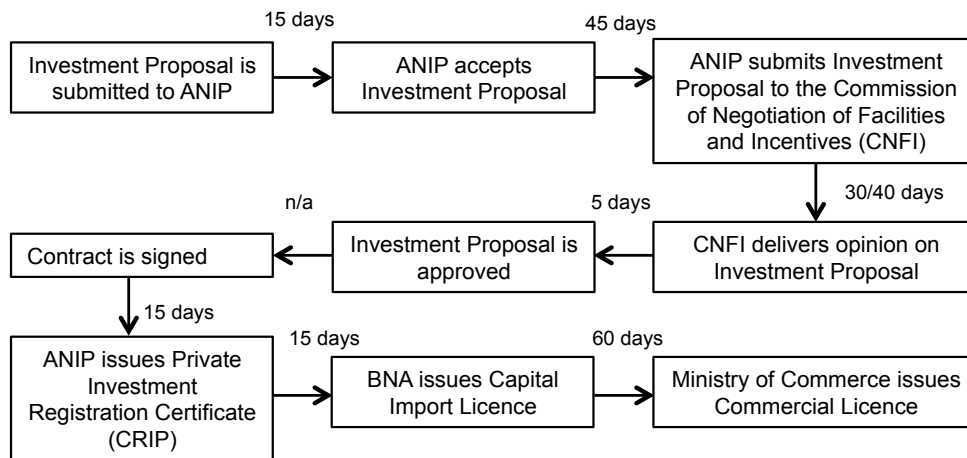 15 days
45 days
Investment Proposal is
submitted to ANIP
ANIP accepts
Investment Proposal
ANIP submits Investment
Proposal to the Commission
of Negotiation of Facilities
and Incentives (CNFI)
30/40 days
n/a
5 days
Contract is signed
Investment Proposal is
approved
CNFI delivers opinion on
Investment Proposal
15 days
15 days
60 days
ANIP issues Private
Investment
Registration Certificate
(CRIP)
BNA issues Capital
Import Licence
Ministry of Commerce issues
Commercial Licence